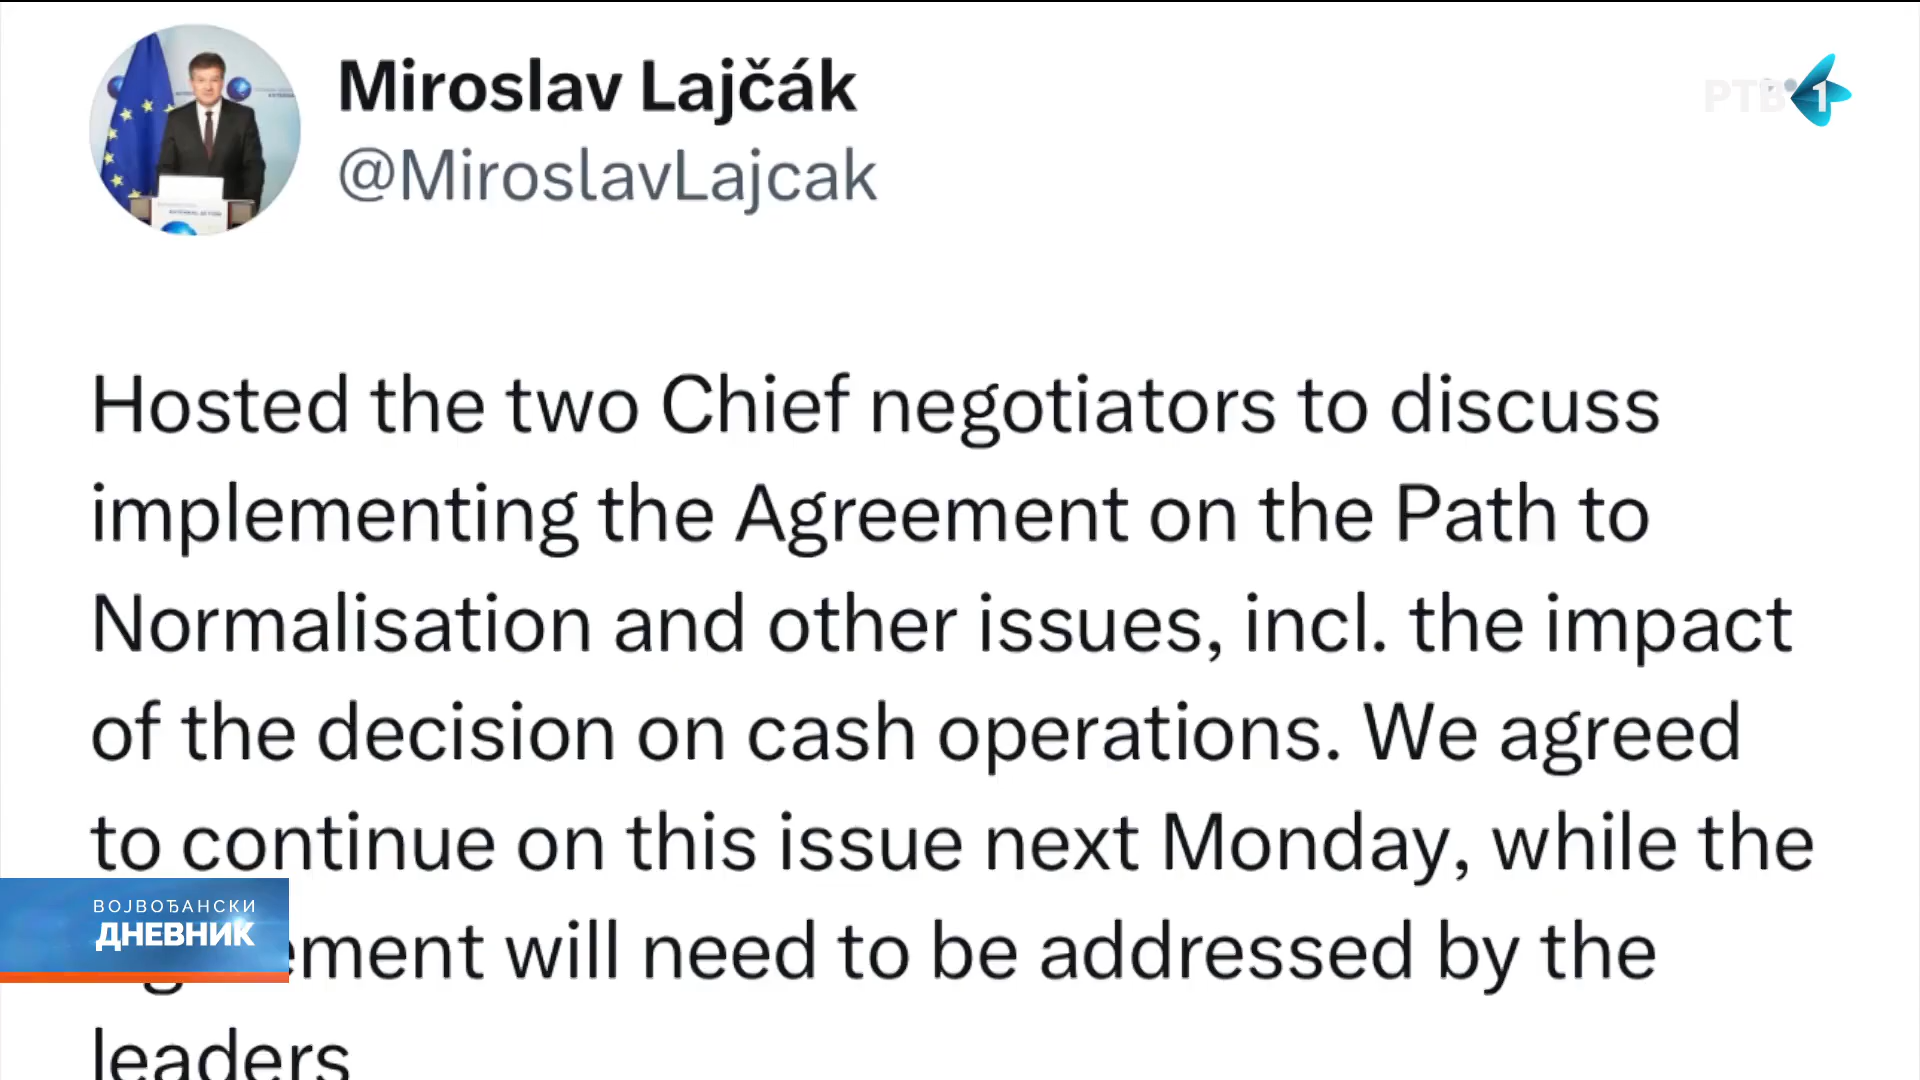 Miroslav Lajčák
@MiroslavLajcak
РТВ 1
Hosted the two Chief negotiators to discuss
implementing the Agreement on the Path to
Normalisation and other issues, incl. the impact
of the decision on cash operations. We agreed
to continue on this issue next Monday, while the
will need to be addressed by the
leaders
ВОЈВОЂАНСКИ
ДНЕВНИК